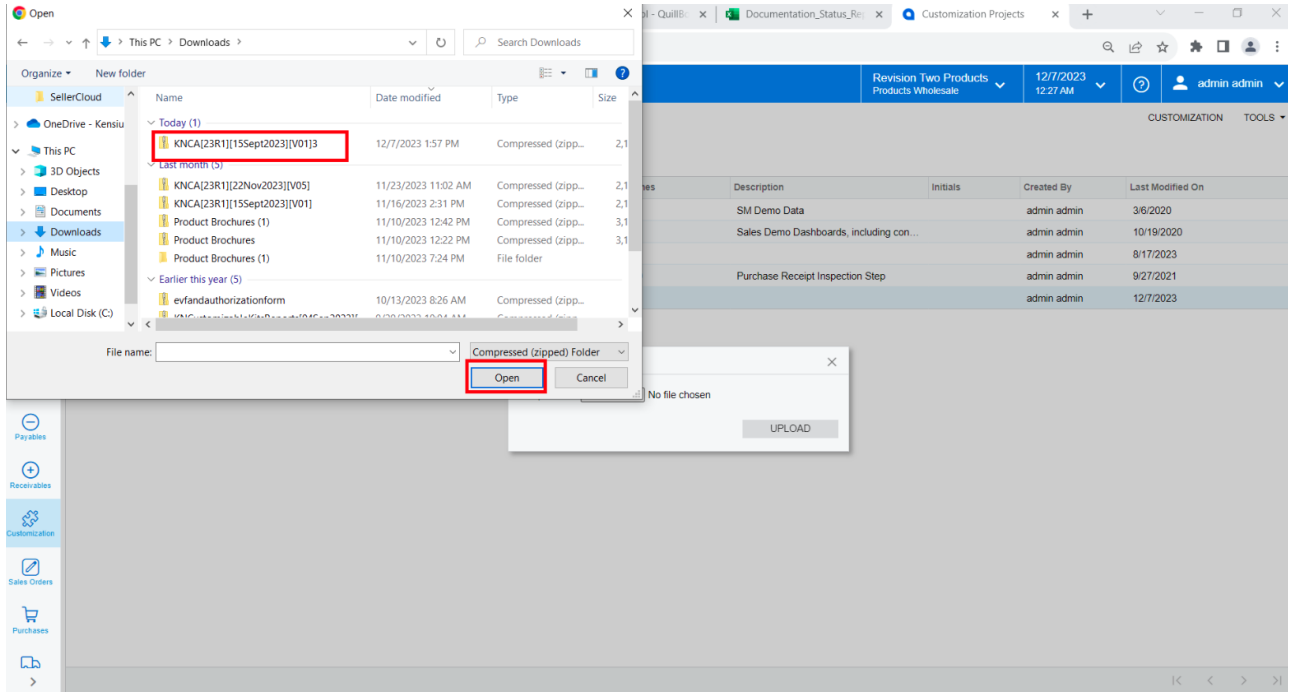 Open
ol - QuillB
Documentation_Status_Re
Customization Projects
This PC > Downloads >
Search Downloads
Organize
New folder
Revision Two Products
Products Wholesale
12/7/2023
12:27 AM
admin admin
SellerCloud
Name
Date modified
Type
Size
CUSTOMIZATION
TOOLS
OneDrive - Kensiu
Today (1)
This PC
KNCA[23R1][15Sept2023][V01]3
12/7/2023 1:57 PM
Compressed (zipp...
2,1
3D Objects
Last month (5)
Desktop
KNCA[23R1][22Nov2023][V05]
11/23/2023 11:02 AM
Compressed (zipp...
2,1
nes
Description
Initials
Created By
Last Modified On
Documents
KNCA[23R1][15Sept2023][V01]
11/16/2023 2:31 PM
Compressed (zipp...
2,1
SM Demo Data
admin admin
3/6/2020
Downloads
Product Brochures (1)
11/10/2023 12:42 PM
Compressed (zipp...
3,1
Sales Demo Dashboards, including con...
admin admin
10/19/2020
Music
Product Brochures
11/10/2023 12:22 PM
Compressed (zipp...
3,1
admin admin
8/17/2023
Pictures
Product Brochures (1)
11/10/2023 7:24 PM
File folder
Purchase Receipt Inspection Step
admin admin
9/27/2021
Videos
Earlier this year (5)
admin admin
12/7/2023
Local Disk (C:)
evfandauthorizationform
10/13/2023 8:26 AM
Compressed (zipp...
File name:
Compressed (zipped) Folder
Open
Cancel
No file chosen
UPLOAD
Payables
Receivables
Customization
Sales Orders
Purchases